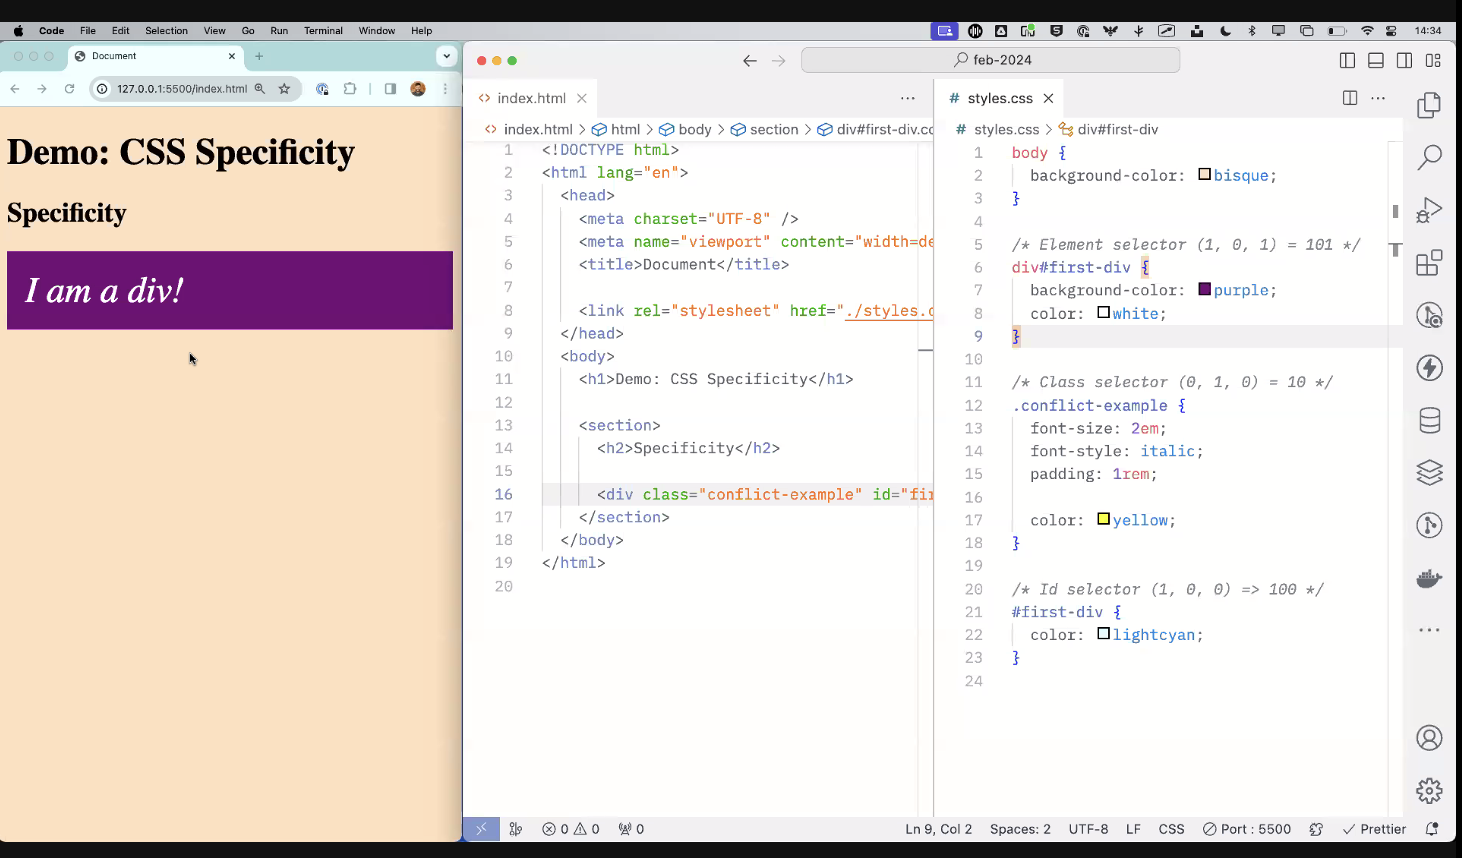 Code File Edit Selection View Go Run Terminal Window Help 14:34
Document
127.0.0.1:5500/index.html
Demo: CSS Specificity
Specificity
I am a div!
feb-2024
index.html
index.html > html > body > section > div#first-div.co
1 <!DOCTYPE html>
2 <html lang="en">
3 <head>
4 <meta charset="UTF-8" />
5 <meta name="viewport" content="width=de
6 <title>Document</title>
7
8 <link rel="stylesheet" href="./styles.c
9 </head>
10 <body>
11 <h1>Demo: CSS Specificity</h1>
12
13 <section>
14 <h2>Specificity</h2>
15
16 <div class="conflict-example" id="fir
17 </section>
18 </body>
19 </html>
20
# styles.css
# styles.css > div#first-div
1 body {
2 background-color: bisque;
3 }
4
5 /* Element selector (1, 0, 1) = 101 */
6 div#first-div {
7 background-color: purple;
8 color: white;
9 }
10
11 /* Class selector (0, 1, 0) = 10 */
12 .conflict-example {
13 font-size: 2em;
14 font-style: italic;
15 padding: 1rem;
16
17 color: yellow;
18 }
19
20 /* Id selector (1, 0, 0) => 100 */
21 #first-div {
22 color: lightcyan;
23 }
24
0 0 0 Ln 9, Col 2 Spaces: 2 UTF-8 LF CSS Port : 5500 Prettier